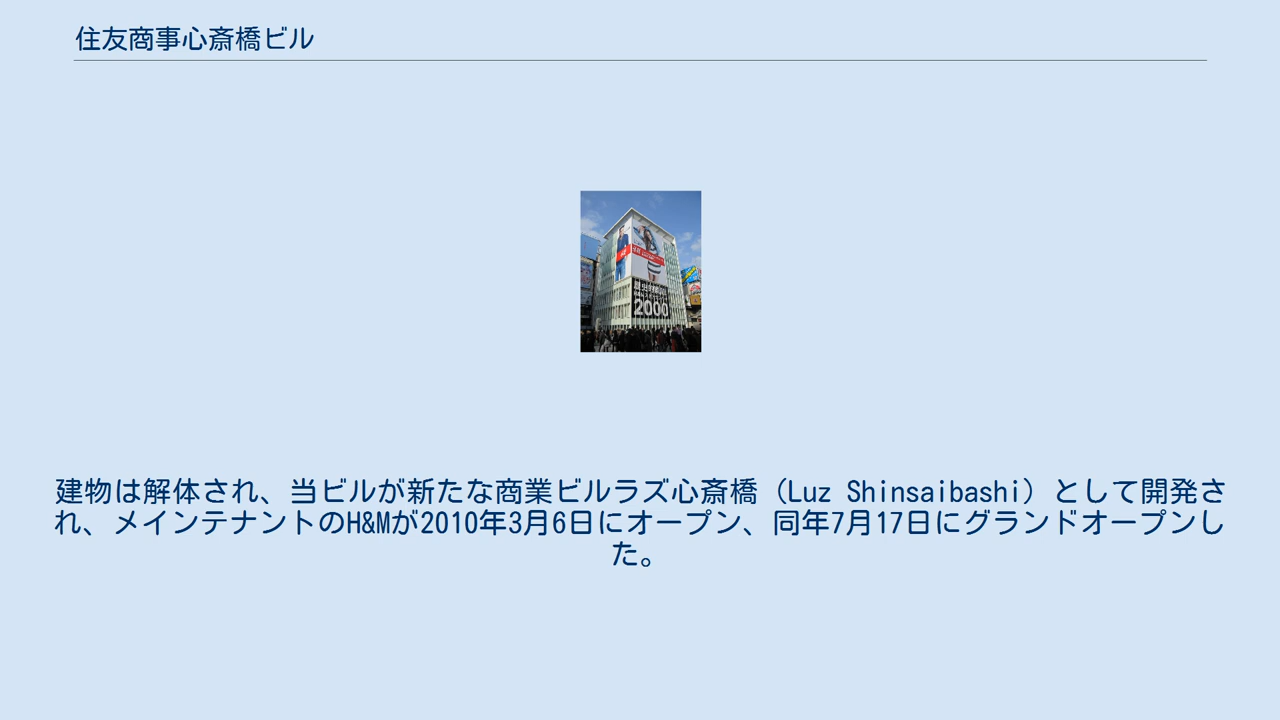 住友商事心斎橋ビル
2000
建物は解体され、当ビルが新たな商業ビルラズ心斎橋（Luz Shinsaibashi）として開発さ
れ、メインテナントのH&Mが2010年3月6日にオープン、同年7月17日にグランドオープンし
た。